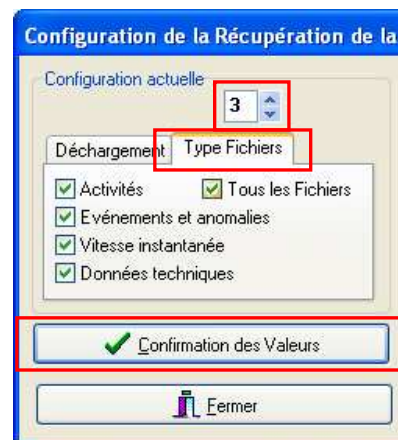 Configuration de la Récupération de la
Configuration actuelle
3
Déchargement Type Fichiers
Activités Tous les Fichiers
Evénements et anomalies
Vitesse instantanée
Données techniques
Confirmation des Valeurs
Fermer